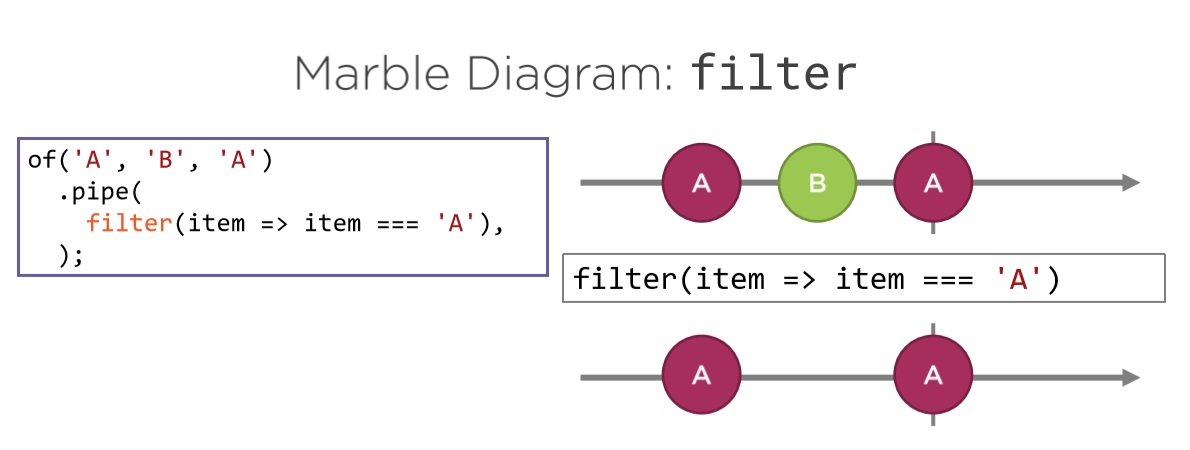 Marble Diagram: filter
of('A', 'B', 'A')
  .pipe(
    filter(item => item === 'A'),
  );
A B A
filter(item => item === 'A')
A A